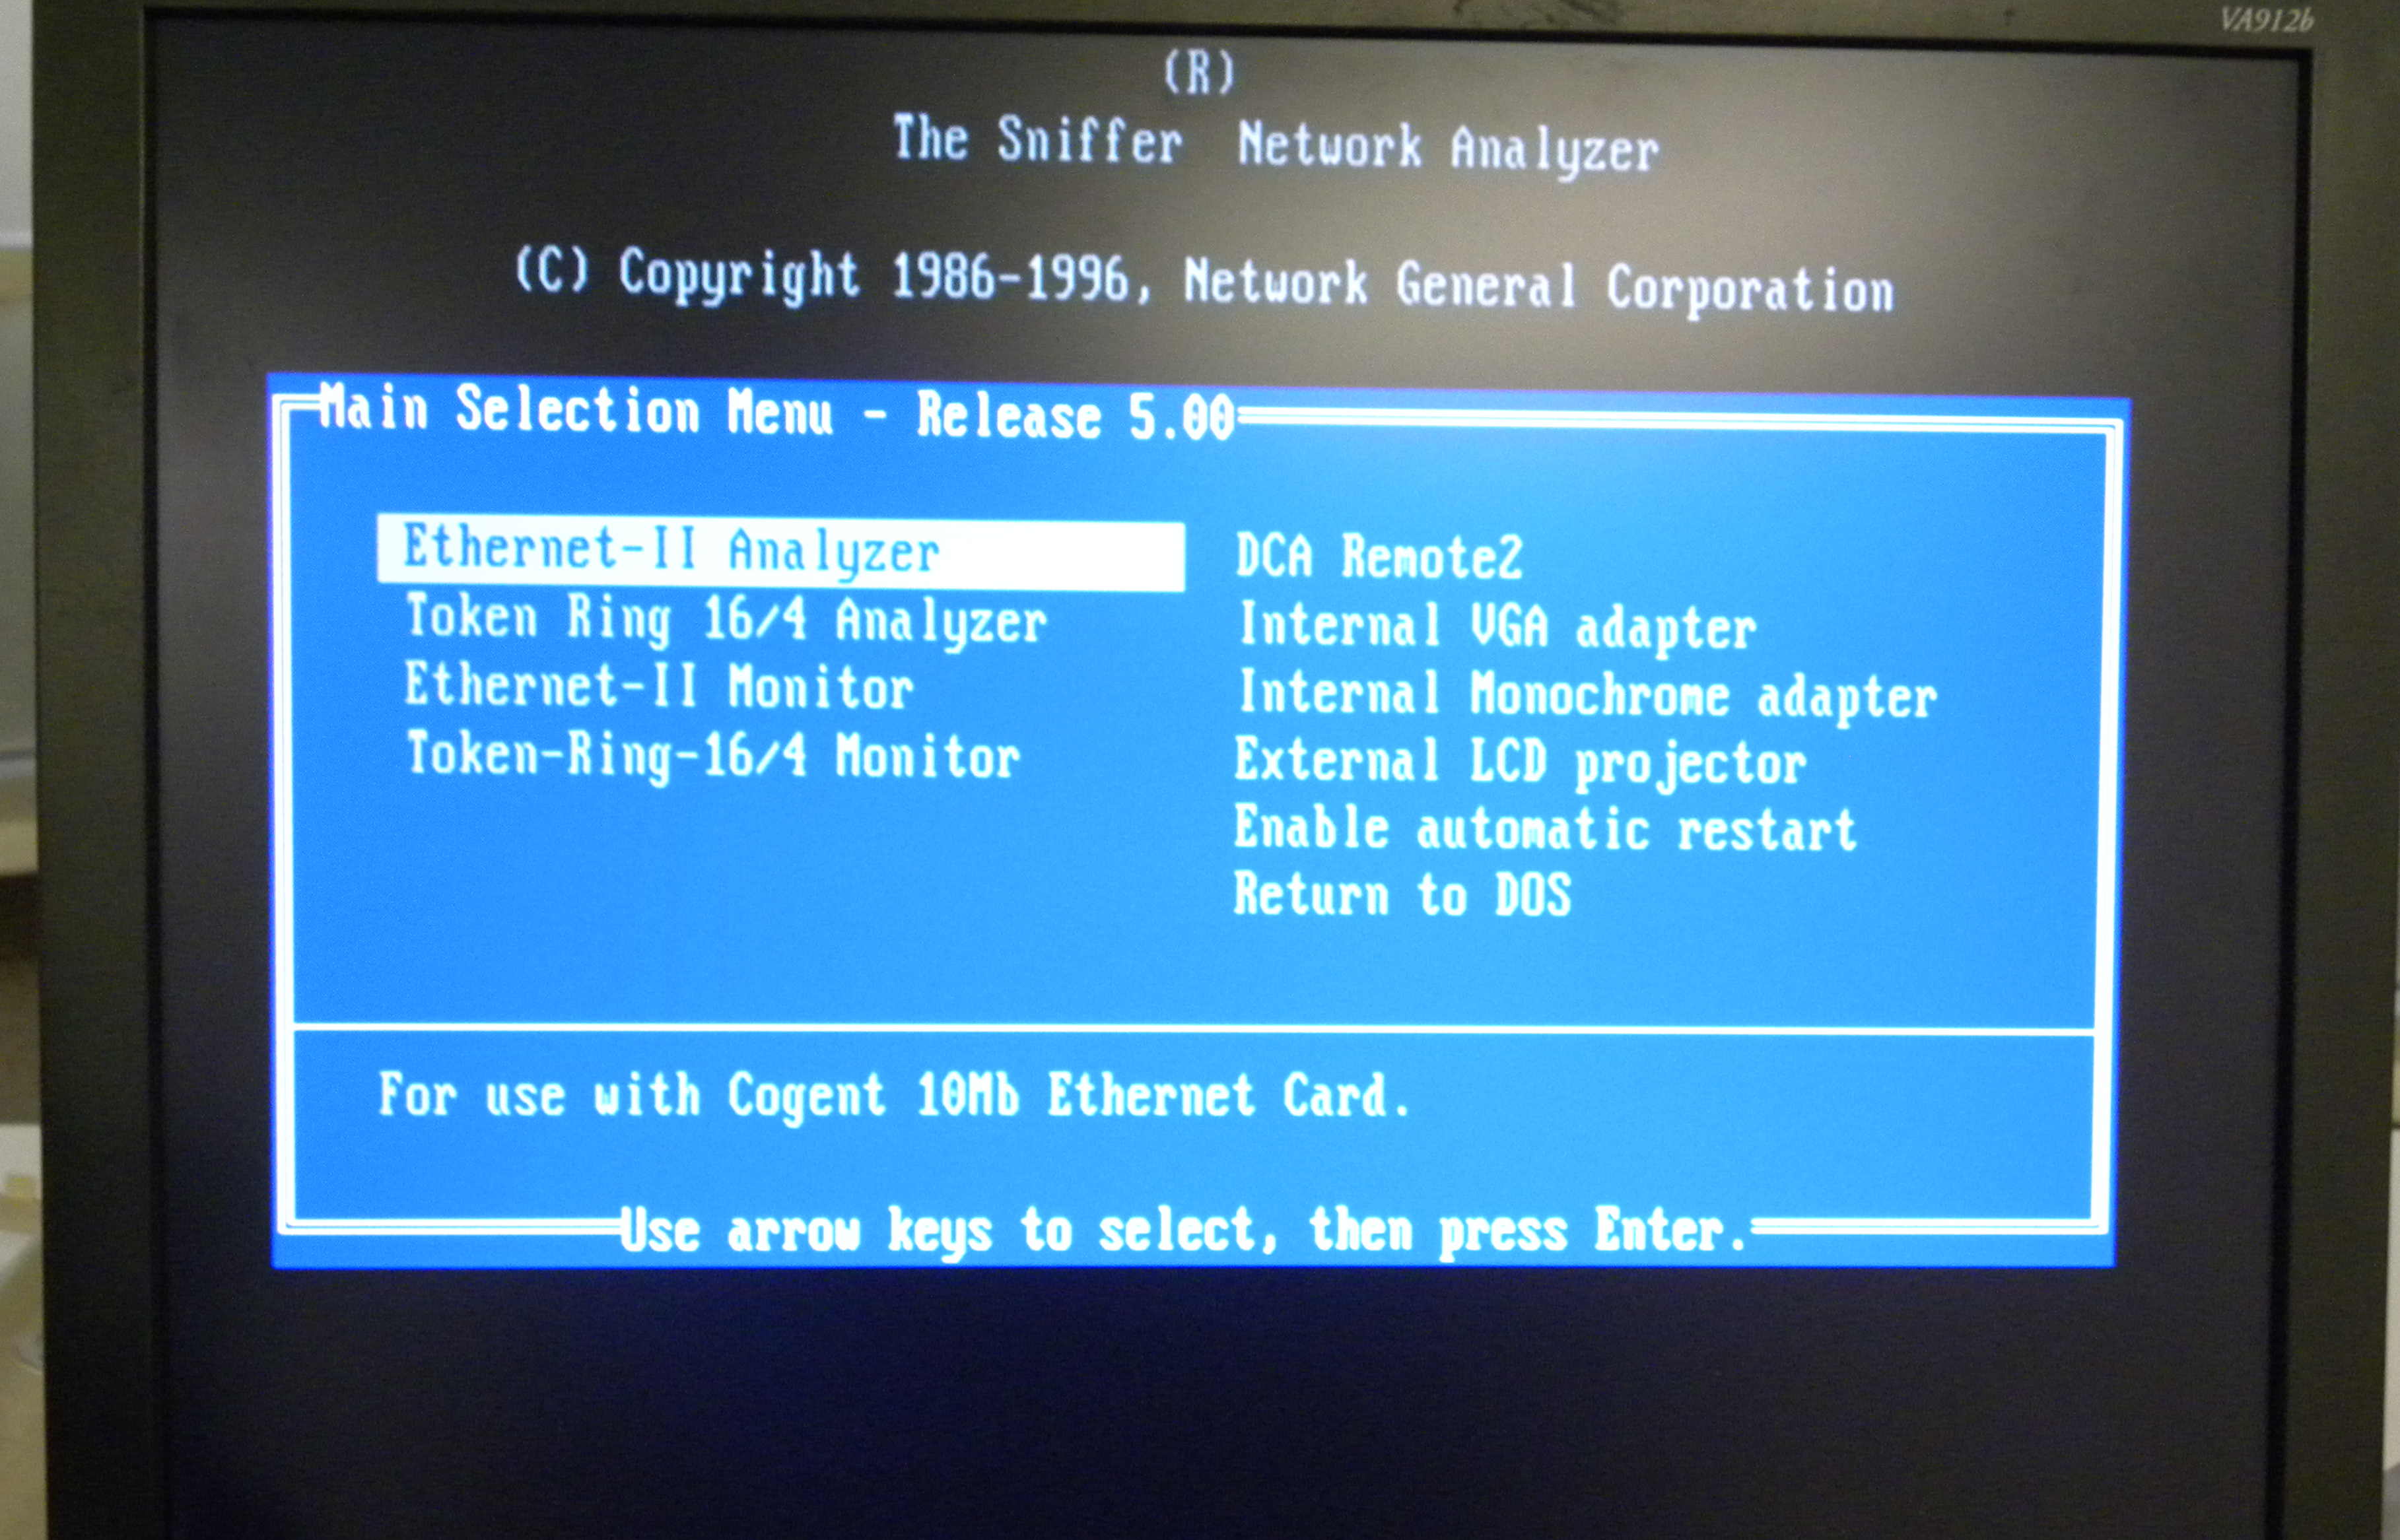 VA912b
(R)
The Sniffer Network Analyzer
(C) Copyright 1986-1996, Network General Corporation
Main Selection Menu - Release 5.00
Ethernet-II Analyzer
Token Ring 16/4 Analyzer
Ethernet-II Monitor
Token-Ring-16/4 Monitor
DCA Remote2
Internal VGA adapter
Internal Monochrome adapter
External LCD projector
Enable automatic restart
Return to DOS
For use with Cogent 10Mb Ethernet Card.
Use arrow keys to select, then press Enter.